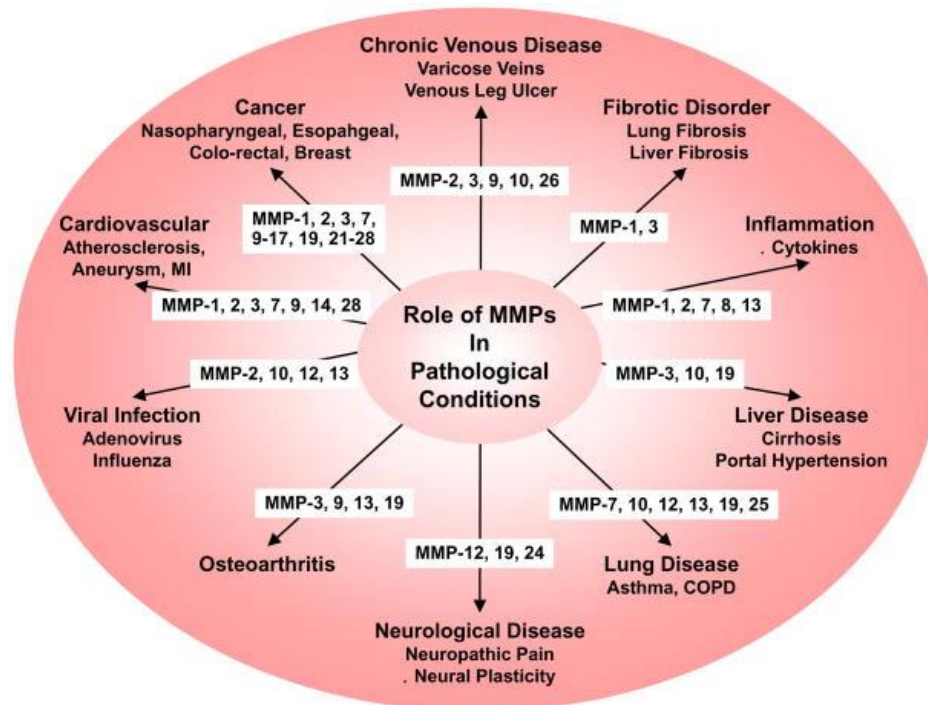 Chronic Venous Disease
Varicose Veins
Venous Leg Ulcer
Cancer
Nasopharyngeal, Esopahgeal,
Colo-rectal, Breast
Fibrotic Disorder
Lung Fibrosis
Liver Fibrosis
MMP-2, 3, 9, 10, 26
MMP-1, 2, 3, 7,
9-17, 19, 21-28
MMP-1, 3
Cardiovascular
Atherosclerosis,
Aneurysm, MI
Inflammation
. Cytokines
MMP-1, 2, 3, 7, 9, 14, 28
MMP-1, 2, 7, 8, 13
Role of MMPs
In
Pathological
Conditions
MMP-2, 10, 12, 13
MMP-3, 10, 19
Viral Infection
Adenovirus
Influenza
Liver Disease
Cirrhosis
Portal Hypertension
MMP-3, 9, 13, 19
MMP-7, 10, 12, 13, 19, 25
MMP-12, 19, 24
Osteoarthritis
Lung Disease
Asthma, COPD
Neurological Disease
Neuropathic Pain
. Neural Plasticity